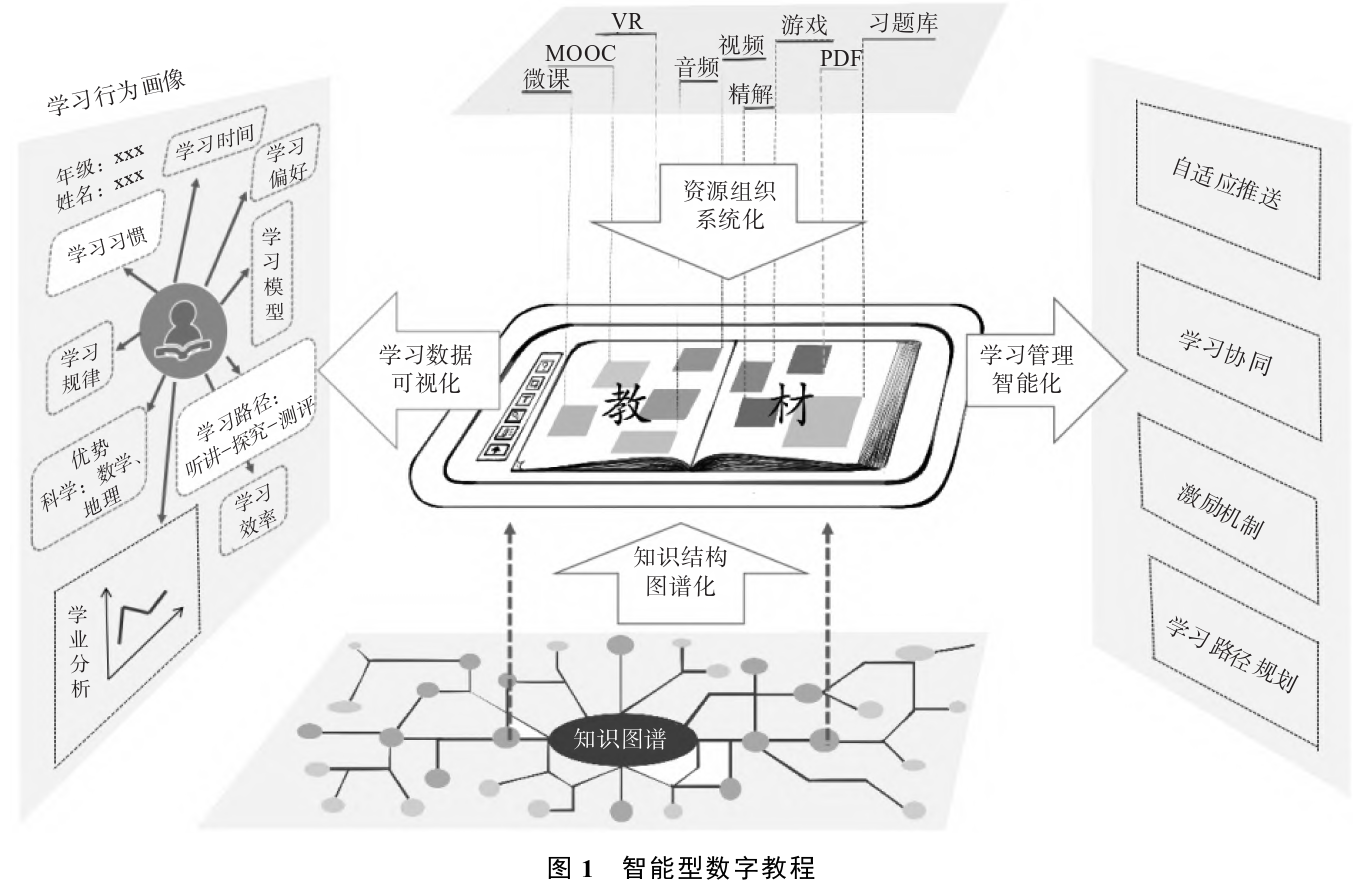 VR
游戏
习题库
MOOC
视频
PDF
微课
音频
精解
学习行为画像
年级：xxx
姓名：xxx
学习时间
学习
偏好
学习习惯
学习模型
学习
规律
学习路径：
听讲-探究-测评
优势
科学：数学、
地理
学习
效率
学业分析
资源组织
系统化
学习数据
可视化
教材
学习管理
智能化
知识结构
图谱化
知识图谱
自适应推送
学习协同
激励机制
学习路径规划
图 1 智能型数字教程